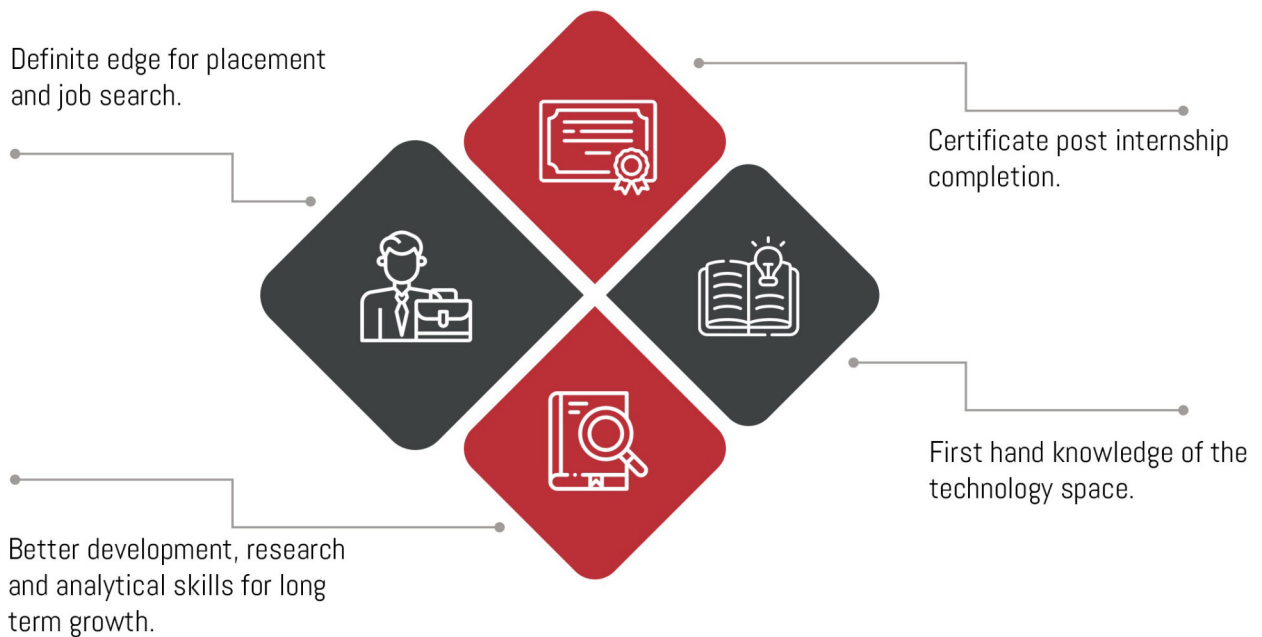 Definite edge for placement
and job search.
Certificate post internship
completion.
First hand knowledge of the
technology space.
Better development, research
and analytical skills for long
term growth.